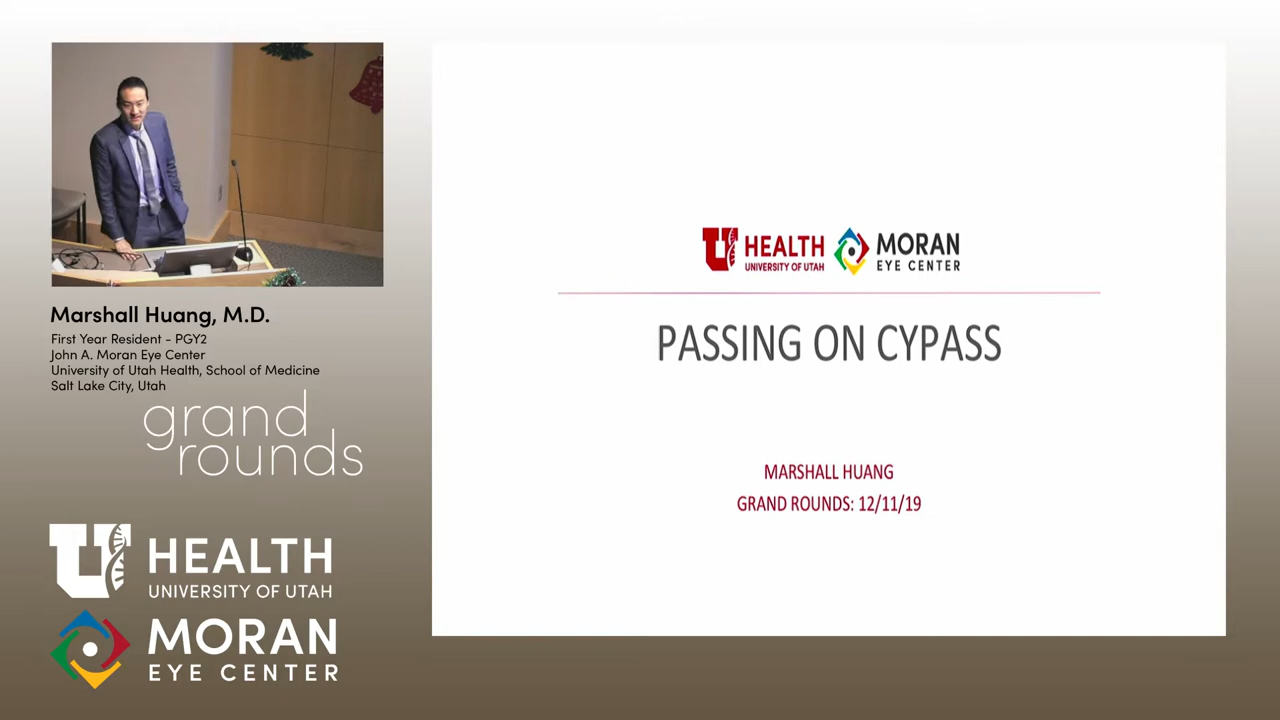 Marshall Huang, M.D.
First Year Resident - PGY2
John A. Moran Eye Center
University of Utah Health, School of Medicine
Salt Lake City, Utah
grand
rounds
U HEALTH
UNIVERSITY OF UTAH
MORAN
EYE CENTER
U HEALTH
UNIVERSITY OF UTAH
MORAN
EYE CENTER
PASSING ON CYPASS
MARSHALL HUANG
GRAND ROUNDS: 12/11/19